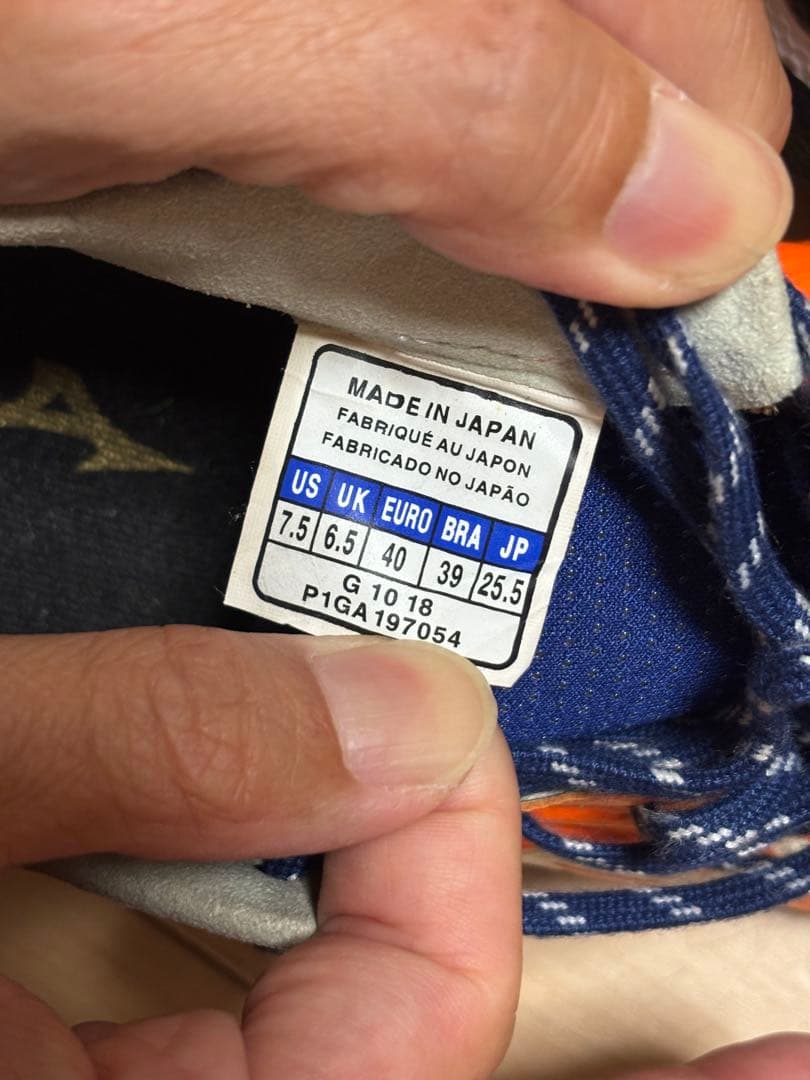 MADE IN JAPAN
FABRIQUÉ AU JAPON
FABRICADO NO JAPÃO
US UK EURO BRA JP
7.5 6.5 40 39 25.5
G 10 18
P1GA197054